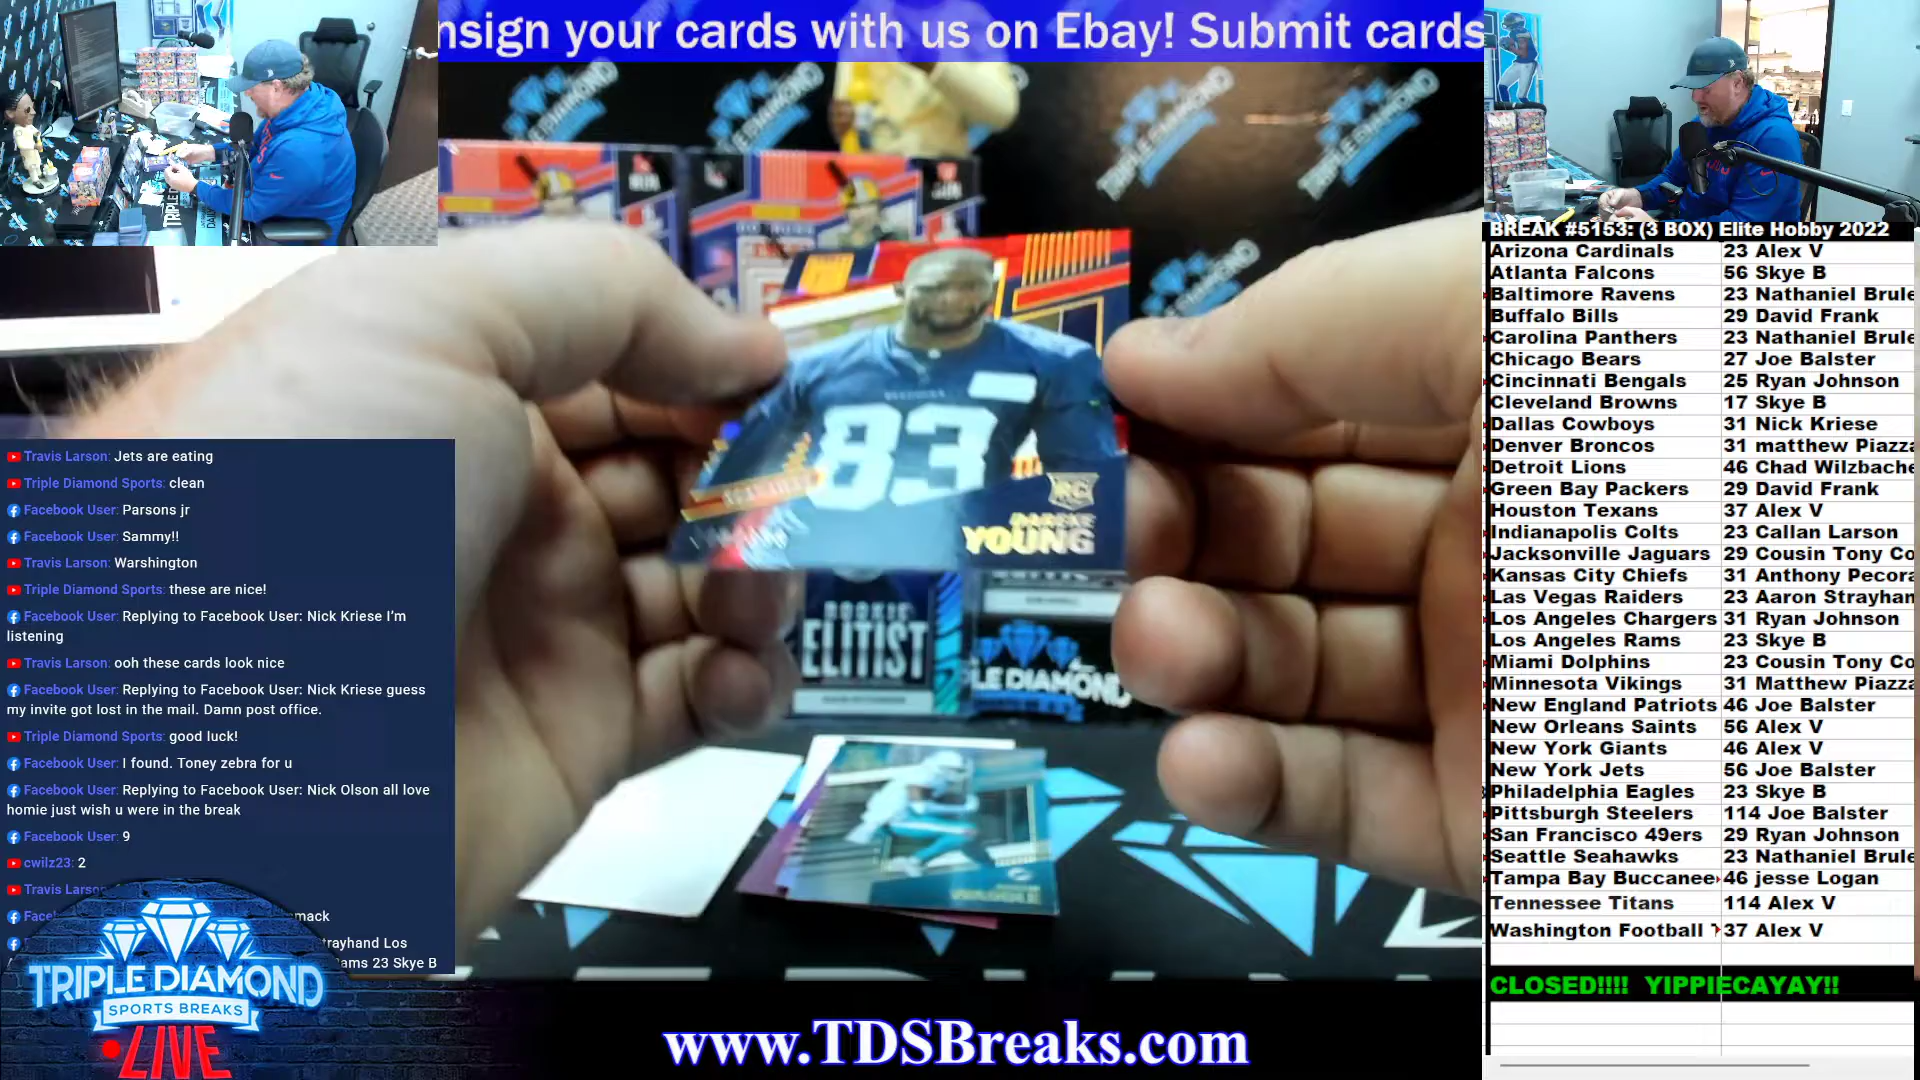 nsign your cards with us on Ebay! Submit cards
83
RC
YOUNG
ROOKIE
ELITIST
LE DIAMOND
Travis Larson: Jets are eating
Triple Diamond Sports: clean
Facebook User: Parsons jr
Facebook User: Sammy!!
Travis Larson: Warshington
Triple Diamond Sports: these are nice!
Facebook User: Replying to Facebook User: Nick Kriese I'm
listening
Travis Larson: ooh these cards look nice
Facebook User: Replying to Facebook User: Nick Kriese guess
my invite got lost in the mail. Damn post office.
Triple Diamond Sports: good luck!
Facebook User: I found. Toney zebra for u
Facebook User: Replying to Facebook User: Nick Olson all love
homie just wish u were in the break
Facebook User: 9
cwilz23: 2
Travis Larson
Facel
mack
trayhand Los
ams 23 Skye B
TRIPLE DIAMOND
SPORTS BREAKS
LIVE
www.TDSBreaks.com
BREAK #5153: (3 BOX) Elite Hobby 2022
Arizona Cardinals 23 Alex V
Atlanta Falcons 56 Skye B
Baltimore Ravens 23 Nathaniel Brule
Buffalo Bills 29 David Frank
Carolina Panthers 23 Nathaniel Brule
Chicago Bears 27 Joe Balster
Cincinnati Bengals 25 Ryan Johnson
Cleveland Browns 17 Skye B
Dallas Cowboys 31 Nick Kriese
Denver Broncos 31 matthew Piazza
Detroit Lions 46 Chad Wilzbache
Green Bay Packers 29 David Frank
Houston Texans 37 Alex V
Indianapolis Colts 23 Callan Larson
Jacksonville Jaguars 29 Cousin Tony Co
Kansas City Chiefs 31 Anthony Pecora
Las Vegas Raiders 23 Aaron Strayhan
Los Angeles Chargers 31 Ryan Johnson
Los Angeles Rams 23 Skye B
Miami Dolphins 23 Cousin Tony Co
Minnesota Vikings 31 Matthew Piazza
New England Patriots 46 Joe Balster
New Orleans Saints 56 Alex V
New York Giants 46 Alex V
New York Jets 56 Joe Balster
Philadelphia Eagles 23 Skye B
Pittsburgh Steelers 114 Joe Balster
San Francisco 49ers 29 Ryan Johnson
Seattle Seahawks 23 Nathaniel Brule
Tampa Bay Buccanee 46 jesse Logan
Tennessee Titans 114 Alex V
Washington Football 37 Alex V
CLOSED!!!! YIPPIECAYAY!!